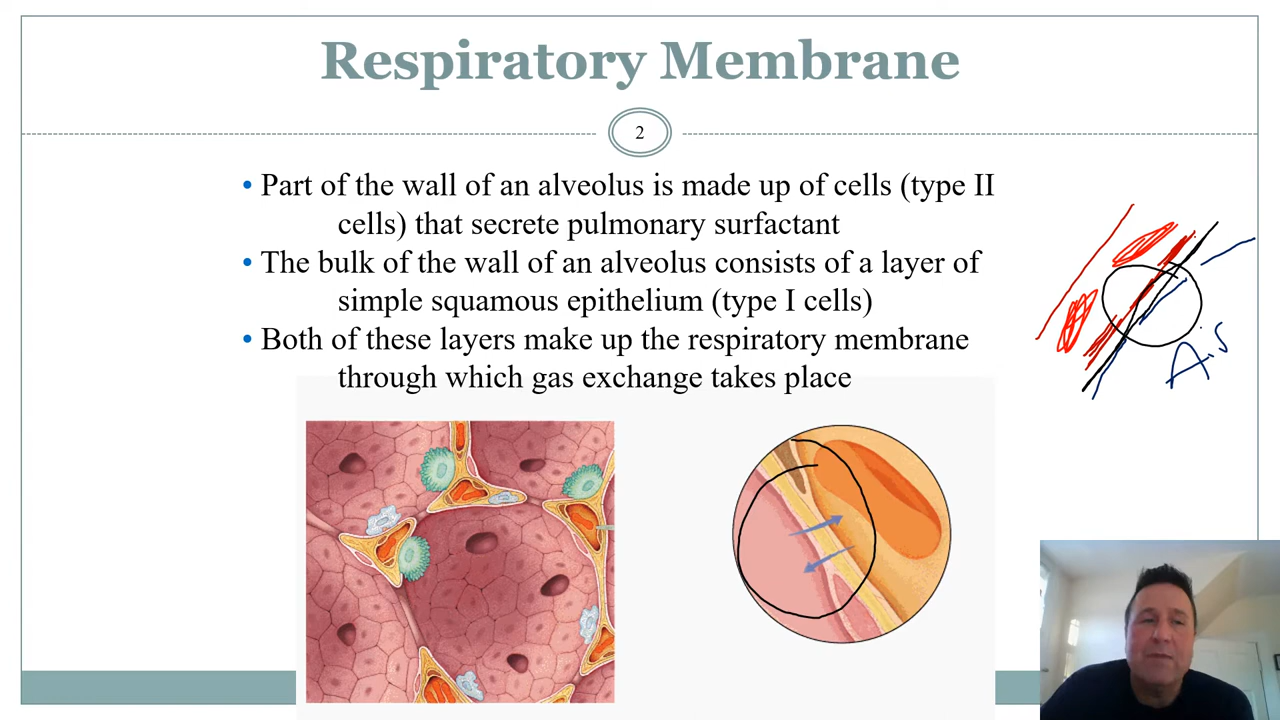 Respiratory Membrane
2
• Part of the wall of an alveolus is made up of cells (type II
cells) that secrete pulmonary surfactant
• The bulk of the wall of an alveolus consists of a layer of
simple squamous epithelium (type I cells)
• Both of these layers make up the respiratory membrane
through which gas exchange takes place
Air